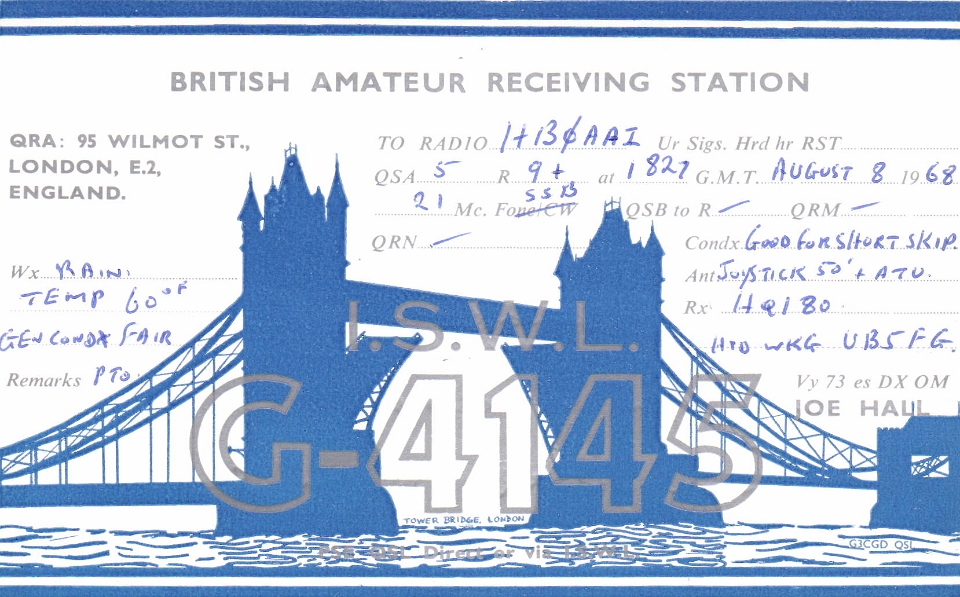 BRITISH AMATEUR RECEIVING STATION
QRA: 95 WILMOT ST.,
LONDON, E.2,
ENGLAND.
TO RADIO HBØAAI Ur Sigs. Hrd hr RST
QSA 5 R 9+ at 1827 G.M.T. AUGUST 8 1968
21 Mc. Fone/CW SSB QSB to R — QRM —
QRN — Condx. GOOD FOR SHORT SKIP.
Wx RAIN. Ant JOYSTICK 50' + ATU.
TEMP 60°F Rx HQ180.
GEN CONDX FAIR HRD WKG UB5FG.
Remarks PTO. Vy 73 es DX OM
JOE HALL
I.S.W.L.
G-4145
TOWER BRIDGE, LONDON
PSE QSL Direct or via I.S.W.L.
G3CGD QSL